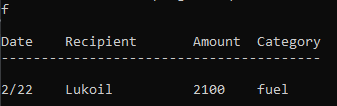 f
Date Recipient Amount Category
----------------------------------------
2/22 Lukoil 2100 fuel